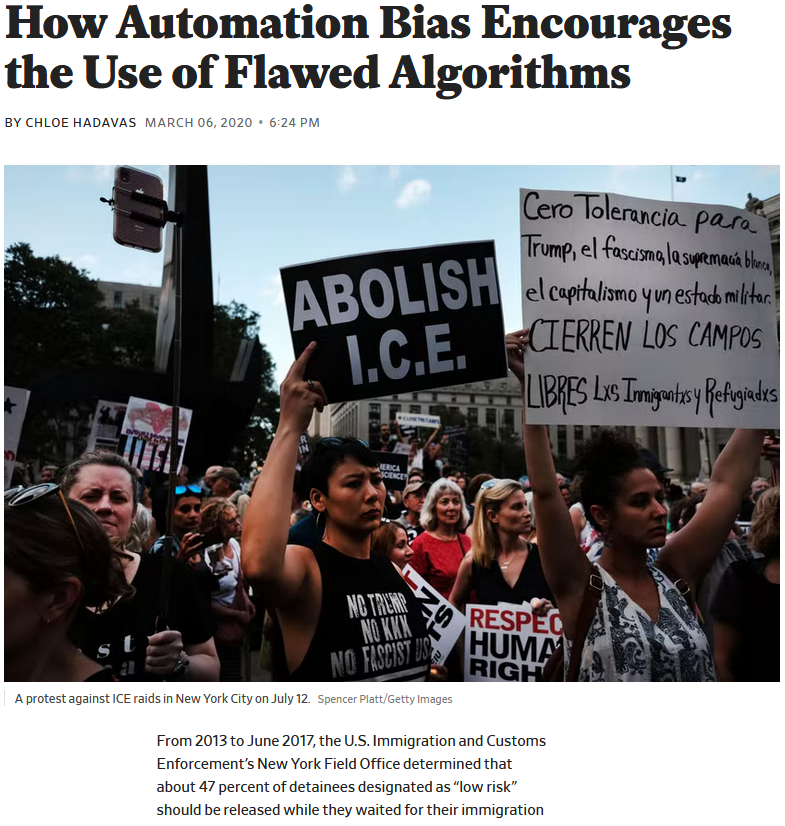 How Automation Bias Encourages
the Use of Flawed Algorithms
BY CHLOE HADAVAS MARCH 06, 2020 • 6:24 PM
ABOLISH
I.C.E.
Cero Tolerancia para
Trump, el fascismo, la supremacía blanca,
el capitalismo y un estado militar.
CIERREN LOS CAMPOS
LIBRES Lxs Inmigrantxs y Refugiadxs
NO TRUMP
NO KKK
NO FASCIST US
RESPEC
HUMA
RIGH
A protest against ICE raids in New York City on July 12. Spencer Platt/Getty Images
From 2013 to June 2017, the U.S. Immigration and Customs
Enforcement's New York Field Office determined that
about 47 percent of detainees designated as “low risk”
should be released while they waited for their immigration